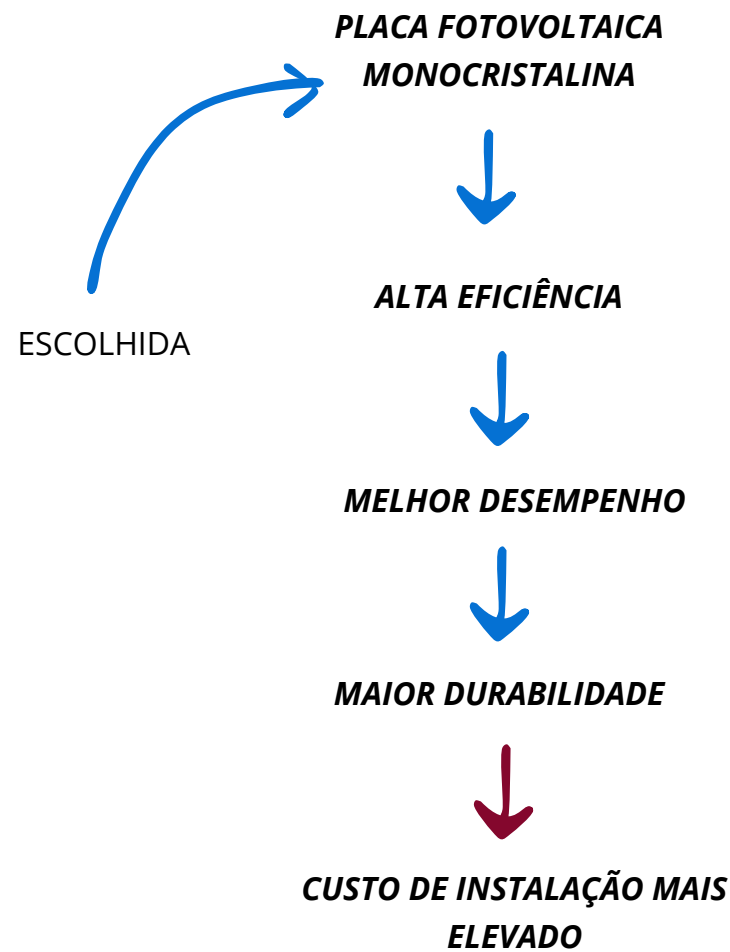 PLACA FOTOVOLTAICA
MONOCRISTALINA
ALTA EFICIÊNCIA
ESCOLHIDA
MELHOR DESEMPENHO
MAIOR DURABILIDADE
CUSTO DE INSTALAÇÃO MAIS
ELEVADO